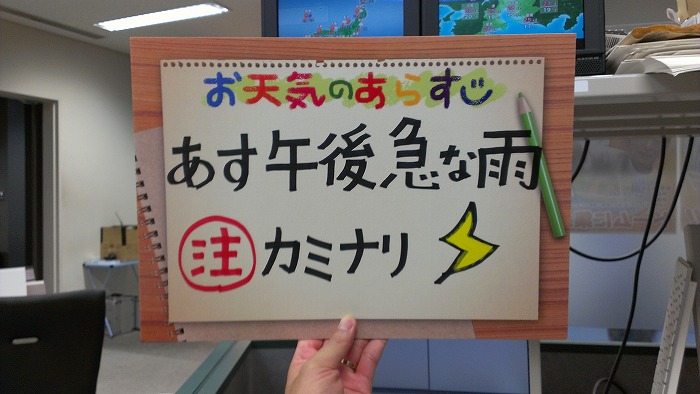 お天気のあらすじ
あす午後急な雨
注カミナリ